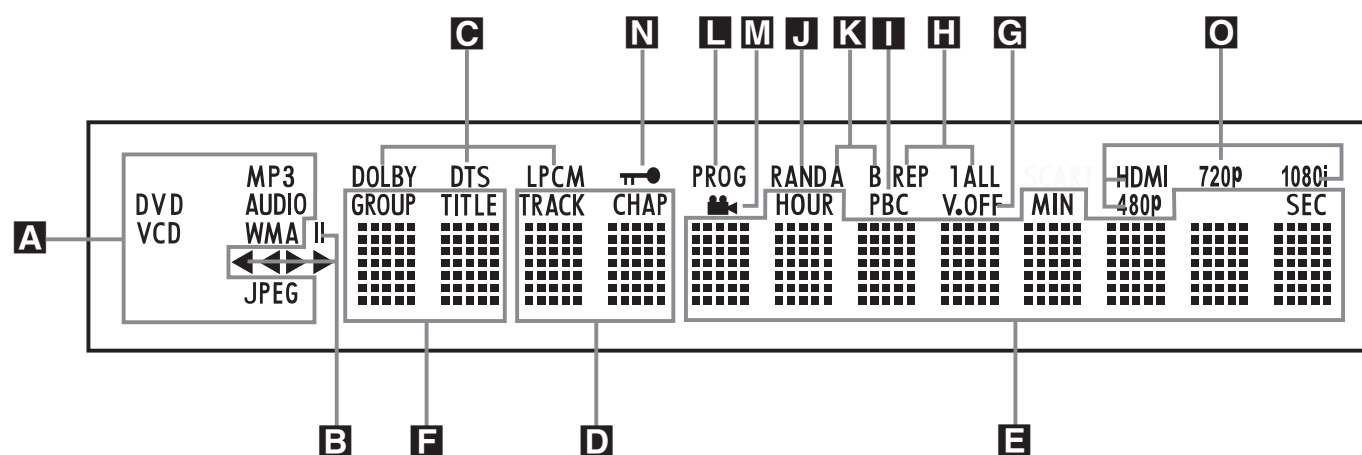 C N L M J K I H G O
MP3 DOLBY DTS LPCM PROG RAND A B REP 1 ALL SCART HDMI 720p 1080i
DVD AUDIO GROUP TITLE TRACK CHAP HOUR PBC V.OFF MIN 480p SEC
A VCD WMA
JPEG
B F D E